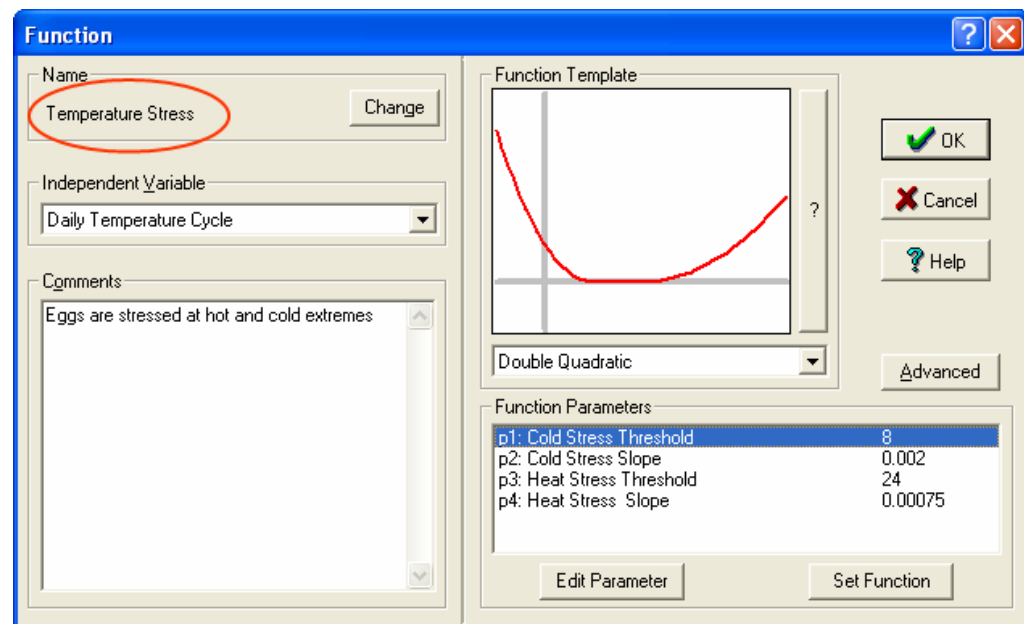 Function
Name
Temperature Stress
Change
Independent Variable
Daily Temperature Cycle
Comments
Eggs are stressed at hot and cold extremes
Function Template
?
Double Quadratic
Function Parameters
p1: Cold Stress Threshold 8
p2: Cold Stress Slope 0.002
p3: Heat Stress Threshold 24
p4: Heat Stress Slope 0.00075
Edit Parameter
Set Function
?
OK
Cancel
? Help
Advanced